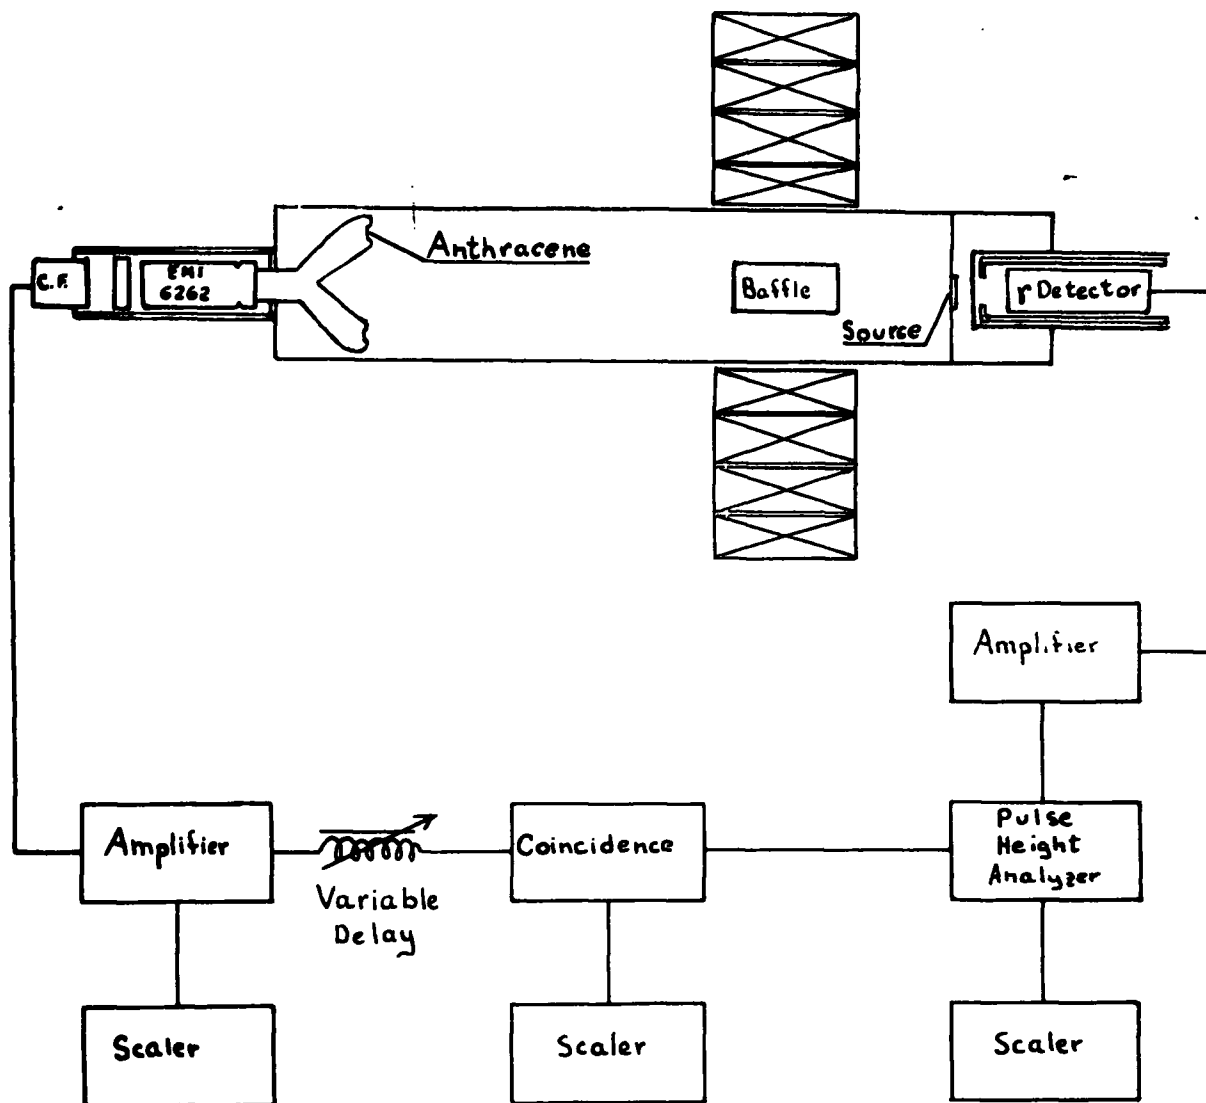 Anthracene
C.F.
EMI
6262
Baffle
γ Detector
Source
Amplifier
Amplifier
Variable
Delay
Coincidence
Pulse
Height
Analyzer
Scaler
Scaler
Scaler